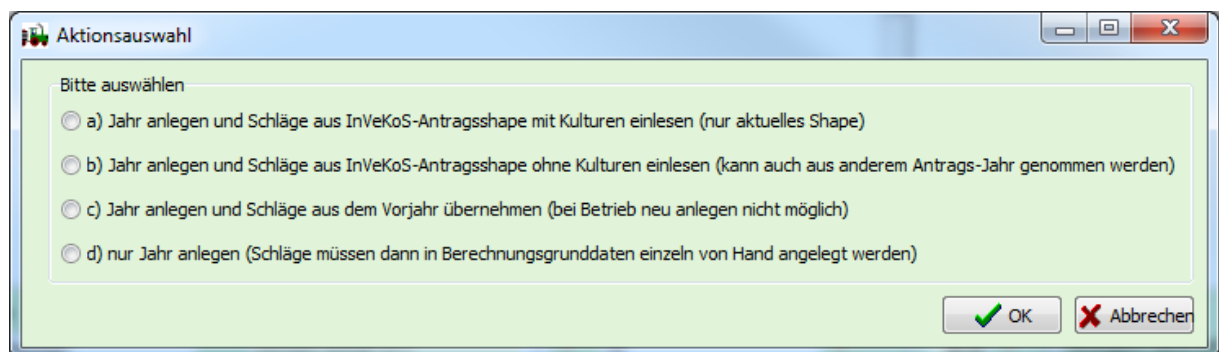 Aktionsauswahl
Bitte auswählen
a) Jahr anlegen und Schläge aus InVeKoS-Antragsshape mit Kulturen einlesen (nur aktuelles Shape)
b) Jahr anlegen und Schläge aus InVeKoS-Antragsshape ohne Kulturen einlesen (kann auch aus anderem Antrags-Jahr genommen werden)
c) Jahr anlegen und Schläge aus dem Vorjahr übernehmen (bei Betrieb neu anlegen nicht möglich)
d) nur Jahr anlegen (Schläge müssen dann in Berechnungsgrunddaten einzeln von Hand angelegt werden)
OK Abbrechen